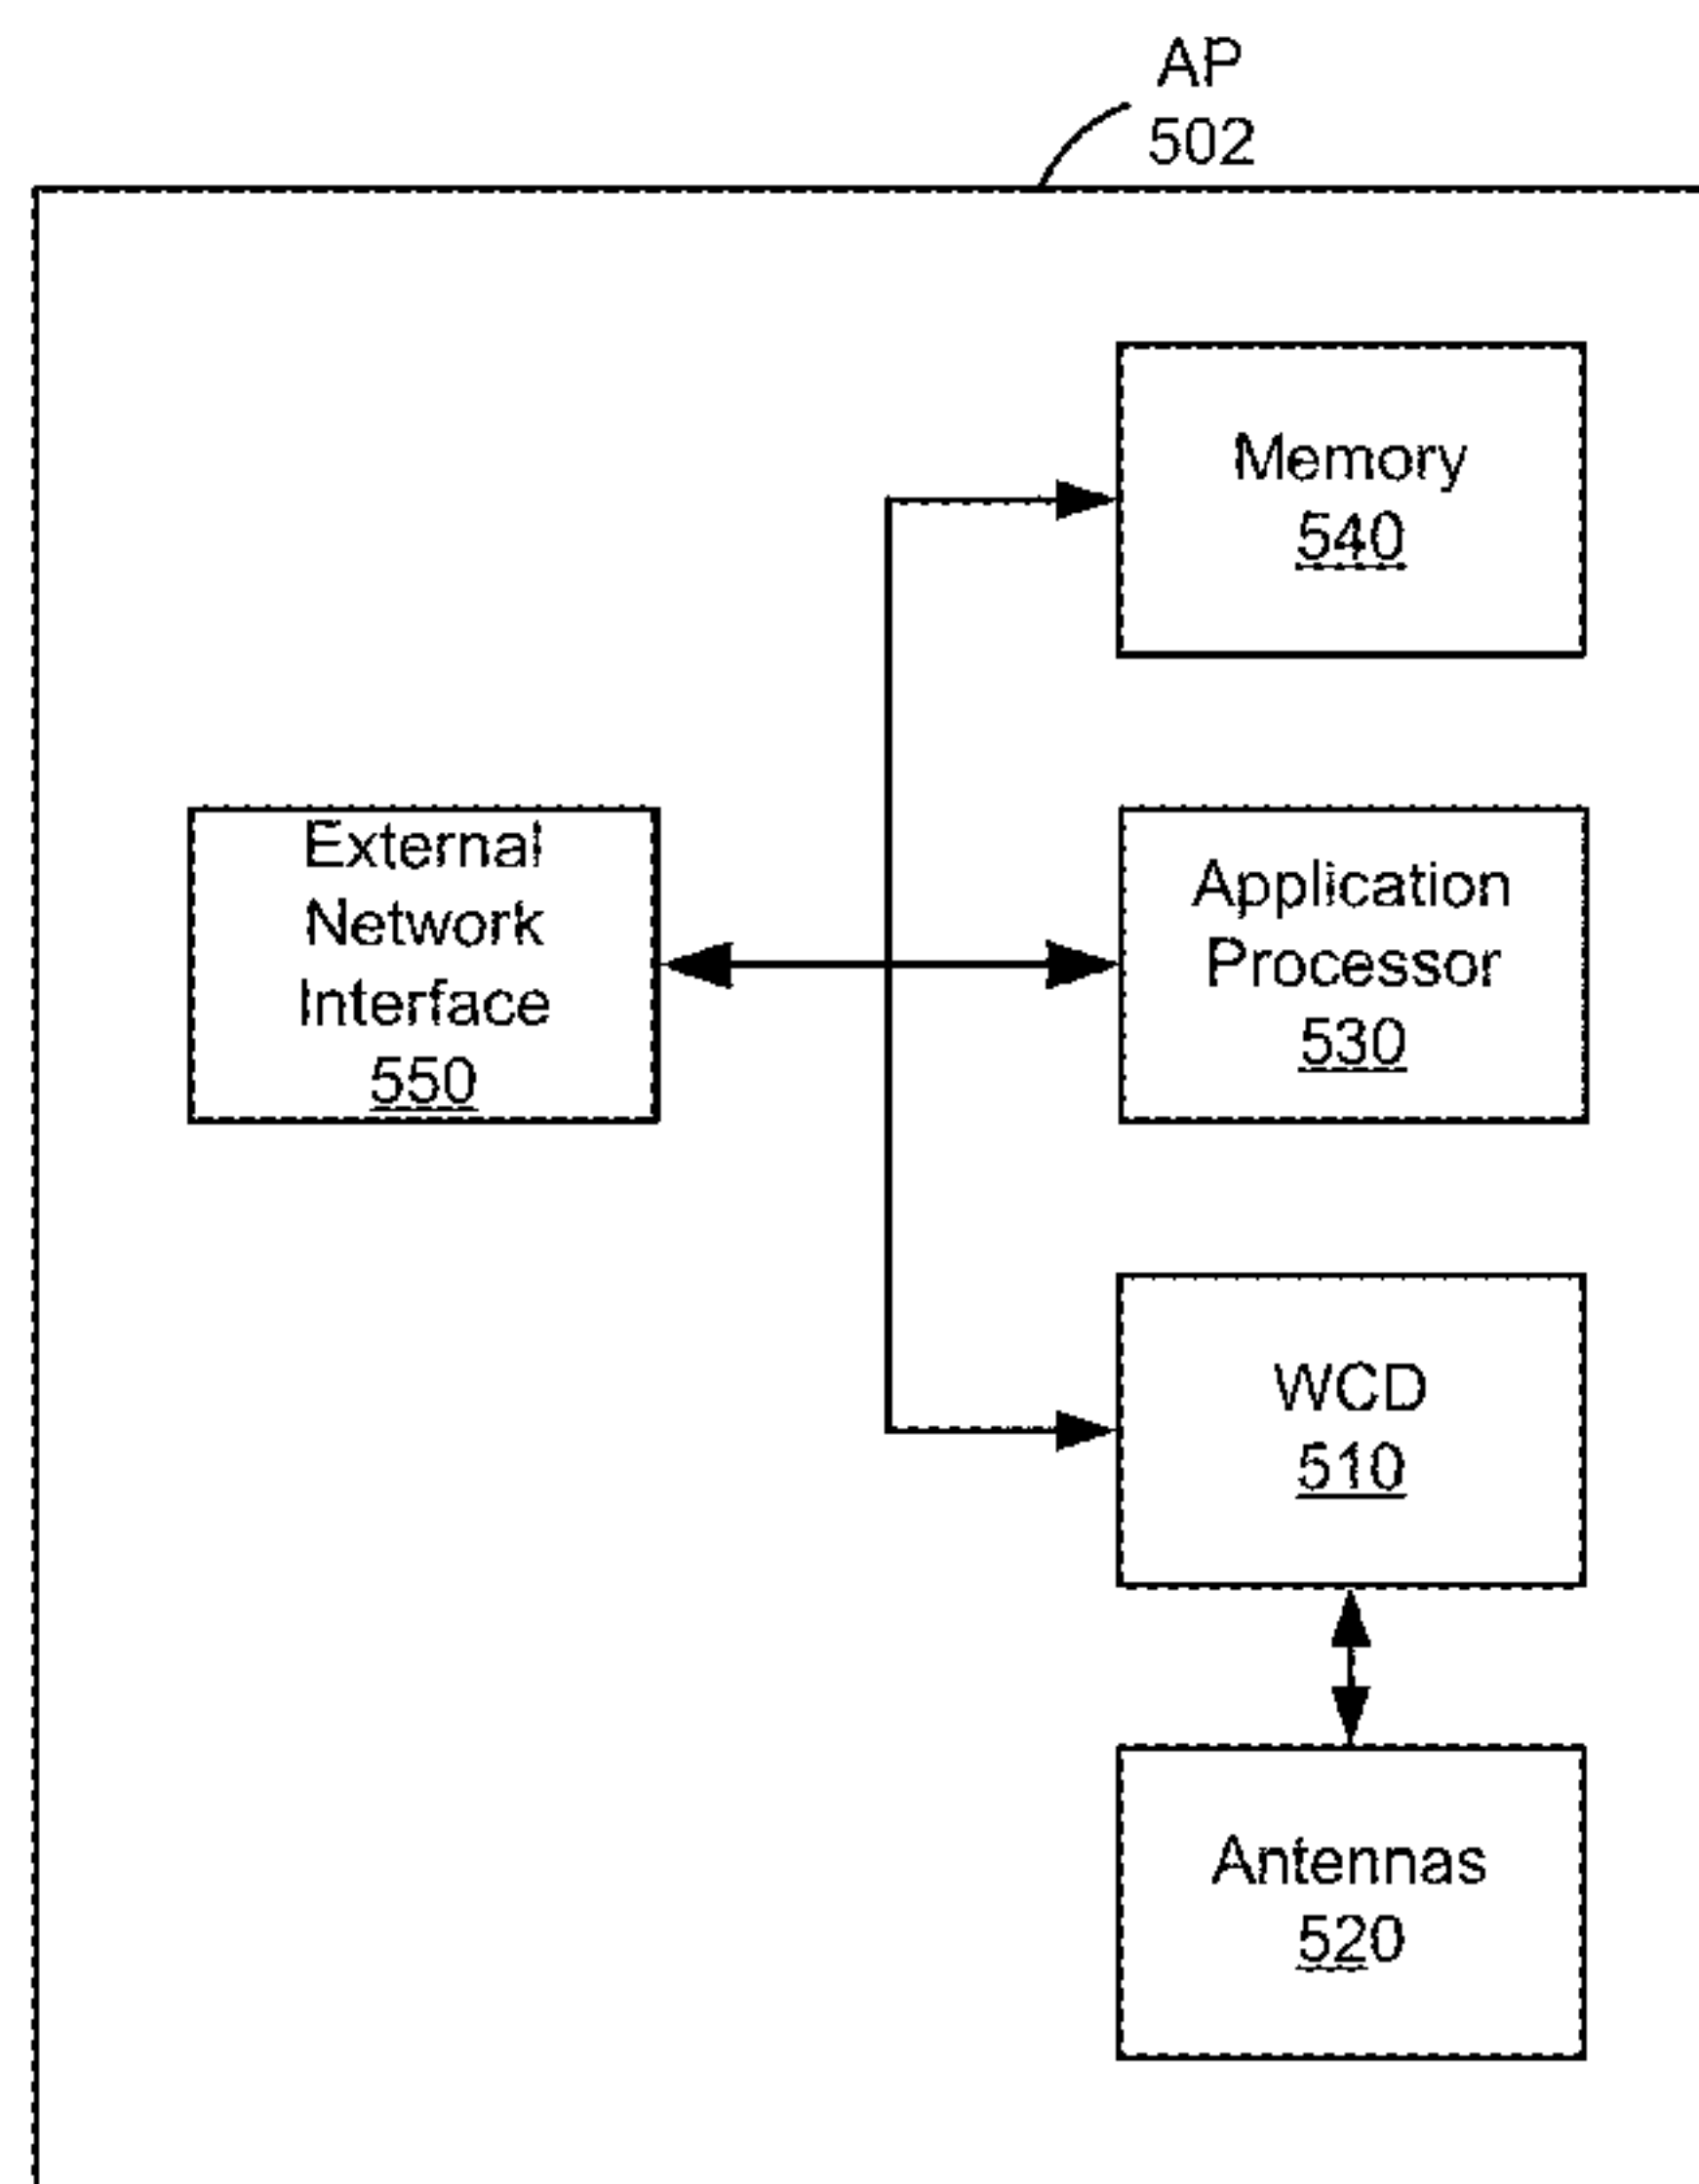 AP
502
Memory
540
External
Network
Interface
550
Application
Processor
530
WCD
510
Antennas
520